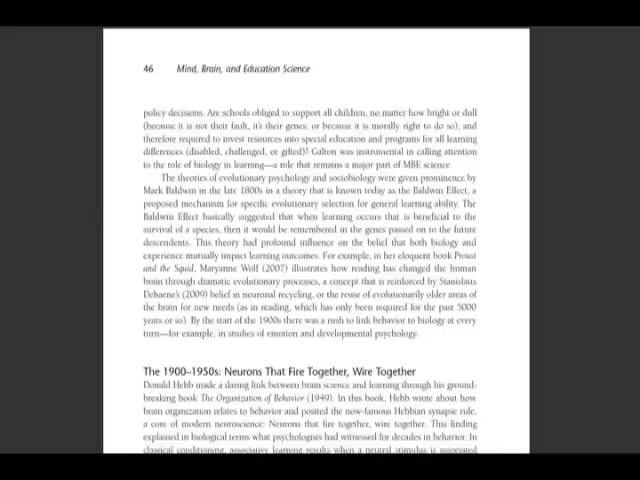 46 Mind, Brain, and Education Science
policy decisions. Are schools obliged to support all children, no matter how bright or dull
(because it is not their fault, it's their genes, or because it is morally right to do so), and
therefore required to invest resources into special education and programs for all learning
differences (disabled, challenged, or gifted)? Galton was instrumental in calling attention
to the role of biology in learning—a role that remains a major part of MBE science.
The theories of evolutionary psychology and sociobiology were given prominence by
Mark Baldwin in the late 1800s in a theory that is known today as the Baldwin Effect, a
proposed mechanism for specific evolutionary selection for general learning ability. The
Baldwin Effect basically suggested that when learning occurs that is beneficial to the
survival of a species, then it would be remembered in the genes passed on to the future
descendents. This theory had profound influence on the belief that both biology and
experience mutually impact learning outcomes. For example, in her eloquent book Proust
and the Squid, Maryanne Wolf (2007) illustrates how reading has changed the human
brain through dramatic evolutionary processes, a concept that is reinforced by Stanislaus
Dehaene's (2009) belief in neuronal recycling, or the reuse of evolutionarily older areas of
the brain for new needs (as in reading, which has only been required for the past 5000
years or so). By the start of the 1900s there was a rush to link behavior to biology at every
turn—for example, in studies of emotion and developmental psychology.
The 1900–1950s: Neurons That Fire Together, Wire Together
Donald Hebb made a daring link between brain science and learning through his ground-
breaking book The Organization of Behavior (1949). In this book, Hebb wrote about how
brain organization relates to behavior and posited the now-famous Hebbian synapse rule,
a core of modern neuroscience: Neurons that fire together, wire together. This finding
explained in biological terms what psychologists had witnessed for decades in behavior. In
classical conditioning, associative learning results when a neutral stimulus is associated